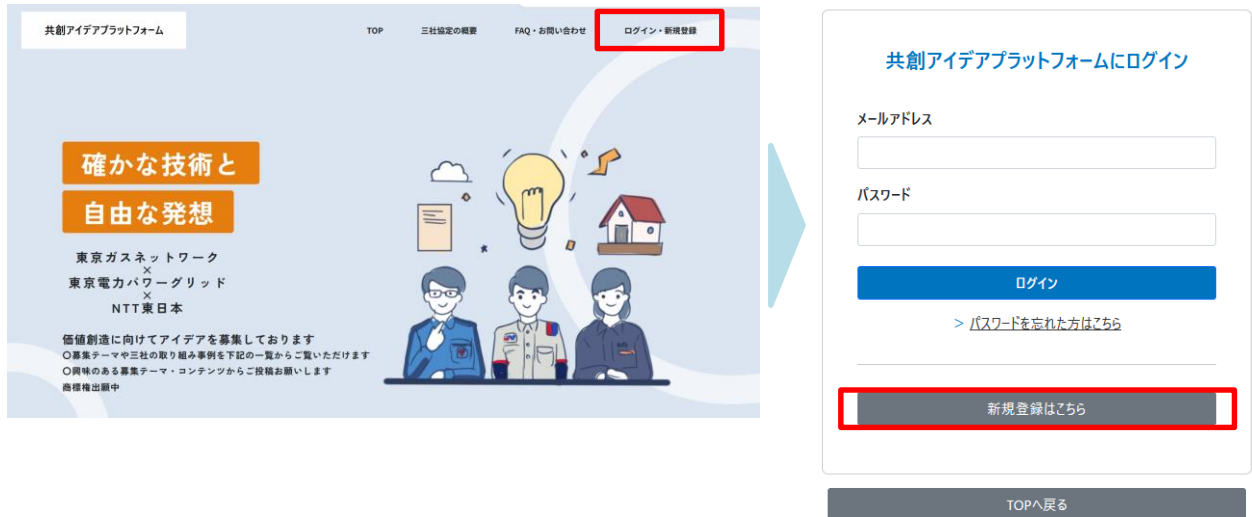 共創アイデアプラットフォーム
TOP
三社協定の概要
FAQ・お問い合わせ
ログイン・新規登録
確かな技術と
自由な発想
東京ガスネットワーク
×
東京電力パワーグリッド
×
NTT東日本
価値創造に向けてアイデアを募集しております
〇募集テーマや三社の取り組み事例を下記の一覧からご覧いただけます
〇興味のある募集テーマ・コンテンツからご投稿お願いします
商標権出願中
共創アイデアプラットフォームにログイン
メールアドレス
パスワード
ログイン
> パスワードを忘れた方はこちら
新規登録はこちら
TOPへ戻る